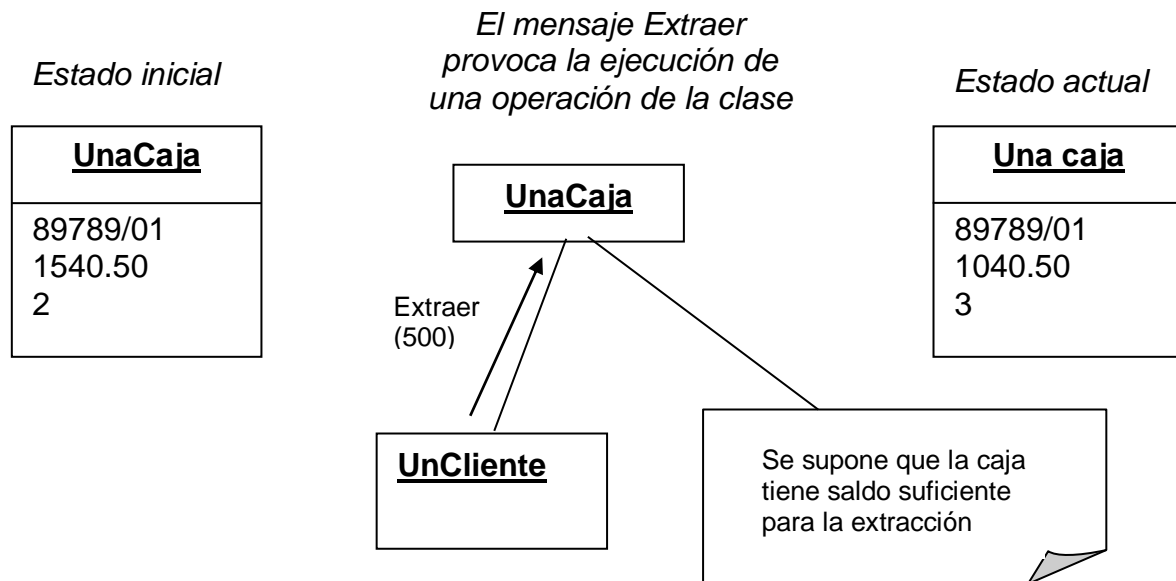 Estado inicial
El mensaje Extraer
provoca la ejecución de
una operación de la clase
Estado actual
UnaCaja
89789/01
1540.50
2
UnaCaja
Una caja
89789/01
1040.50
3
Extraer
(500)
UnCliente
Se supone que la caja
tiene saldo suficiente
para la extracción